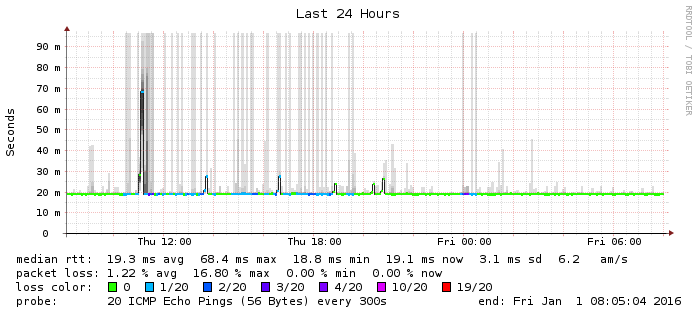 Last 24 Hours
RRDTOOL / TOBI OETIKER
Seconds
90 m
80 m
70 m
60 m
50 m
40 m
30 m
20 m
10 m
0
Thu 12:00 Thu 18:00 Fri 00:00 Fri 06:00
median rtt: 19.3 ms avg 68.4 ms max 18.8 ms min 19.1 ms now 3.1 ms sd 6.2 am/s
packet loss: 1.22 % avg 16.80 % max 0.00 % min 0.00 % now
loss color: 0 1/20 2/20 3/20 4/20 10/20 19/20
probe: 20 ICMP Echo Pings (56 Bytes) every 300s end: Fri Jan 1 08:05:04 2016